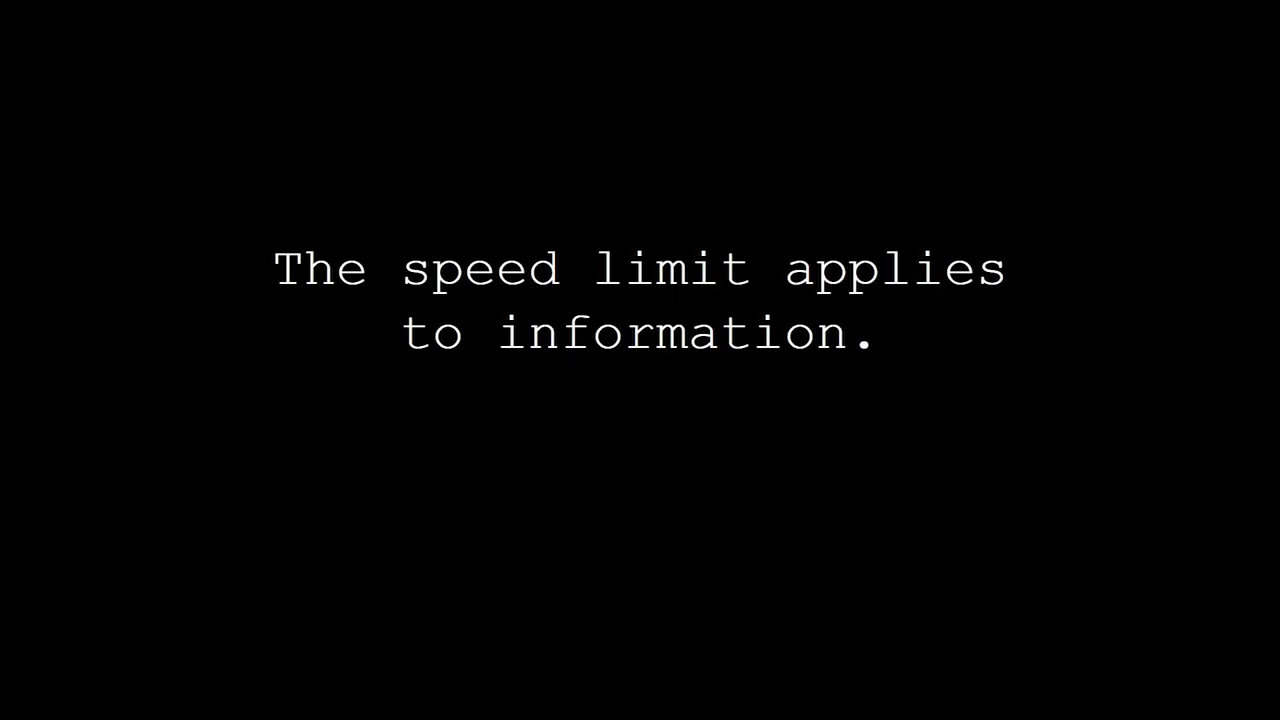 The speed limit applies
to information.